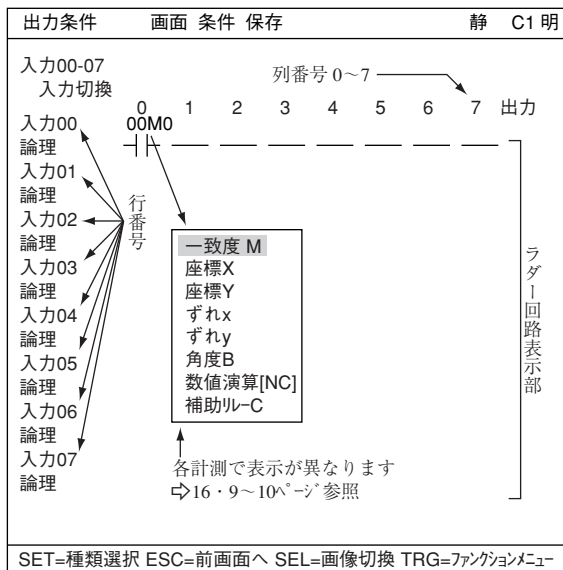 出力条件 画面 条件 保存 静 C1 明
入力00-07
入力切換
列番号 0～7
0 1 2 3 4 5 6 7 出力
入力00
00M0
論理
入力01
論理
入力02
論理
入力03
論理
入力04
論理
入力05
論理
入力06
論理
入力07
論理
行番号
一致度 M
座標X
座標Y
ずれx
ずれy
角度B
数値演算[NC]
補助ﾘﾚｰC
ラダー回路表示部
各計測で表示が異なります
⇨16・9～10ﾍﾟｰｼﾞ参照
SET=種類選択 ESC=前画面へ SEL=画像切換 TRG=ﾌｧﾝｸｼｮﾝﾒﾆｭｰ